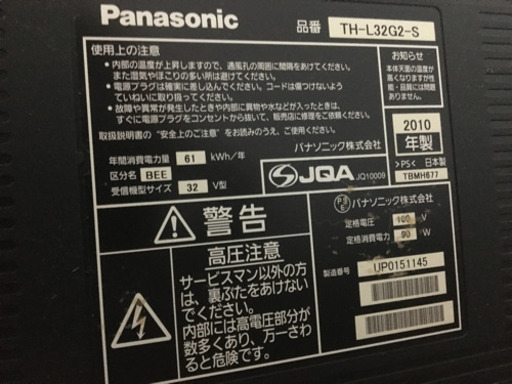 Panasonic
品番 TH-L32G2-S
使用上の注意
・内部の温度が上昇しますので、通風孔の周囲に間隔をあけてください。
また湿気やほこりの多い所は避けてください。
・電源プラグは確実に差し込んでください。コードは傷つけないよう
ていねいに取り扱ってください。
・故障や異常が発生したときや内部に異物や水などが入ったときは、
すぐに電源プラグをコンセントから抜いて、販売店に修理をご依頼ください。
取扱説明書の“安全上のご注意”をお読みのうえ、ご使用ください。
パナソニック株式会社
お知らせ
本体天面の温度が
高くなりますが性
能・品質には問題
ありません。
2010
年製
>PS< 日本製
TBMH677
年間消費電力量 61 kWh/年
区分名 BEE
受信機型サイズ 32 V型
JQA JQ10009
警告
高圧注意
サービスマン以外の方
は、裏ぶたをあけない
でください。
内部には高電圧部分が
数多くあり、万一さわ
ると危険です。
PSE パナソニック株式会社
定格電圧 100 V
定格消費電力 90 W
製造番号 UP0151145